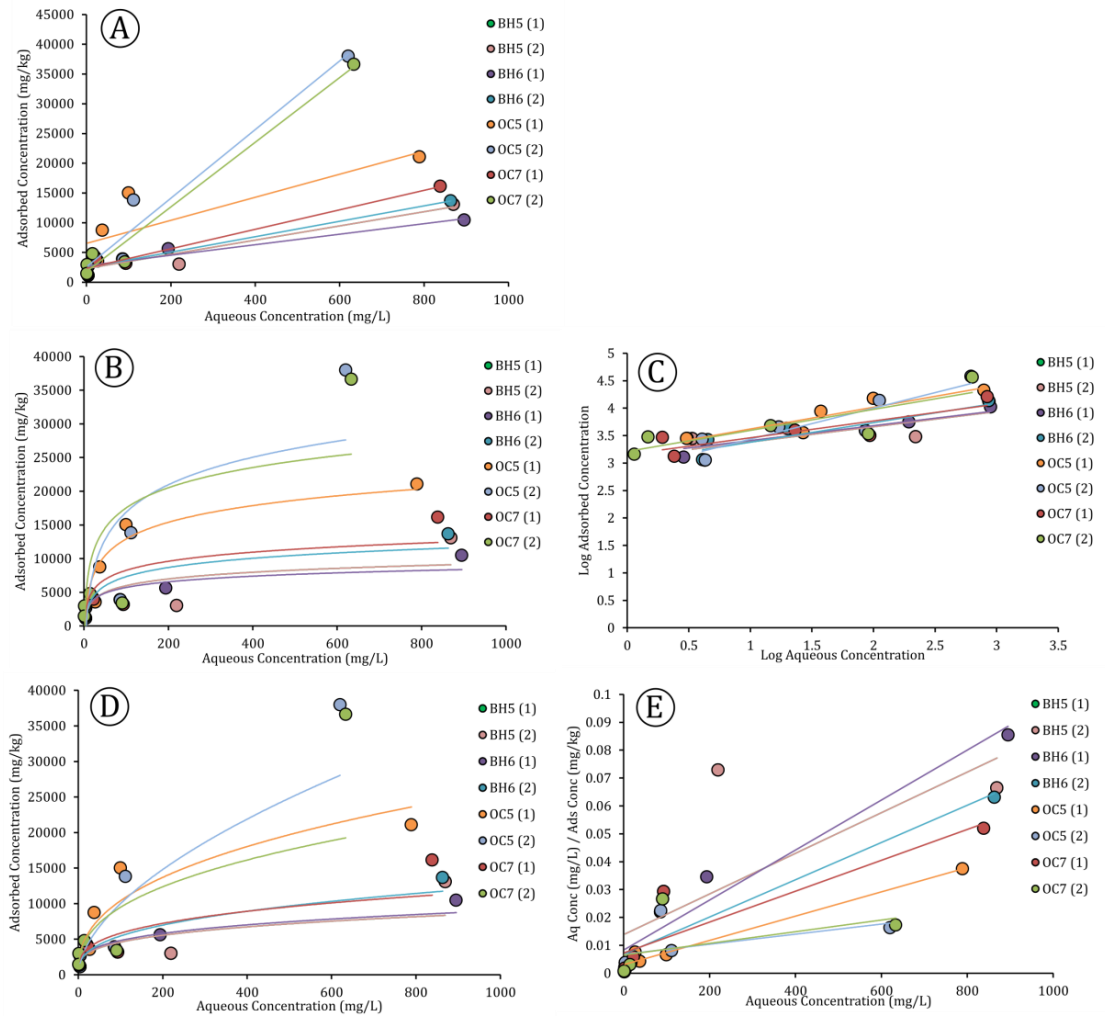 A
Adsorbed Concentration (mg/kg)
45000
40000
35000
30000
25000
20000
15000
10000
5000
0
0 200 400 600 800 1000
Aqueous Concentration (mg/L)
BH5 (1)
BH5 (2)
BH6 (1)
BH6 (2)
OC5 (1)
OC5 (2)
OC7 (1)
OC7 (2)
B
Adsorbed Concentration (mg/kg)
40000
35000
30000
25000
20000
15000
10000
5000
0
0 200 400 600 800 1000
Aqueous Concentration (mg/L)
BH5 (1)
BH5 (2)
BH6 (1)
BH6 (2)
OC5 (1)
OC5 (2)
OC7 (1)
OC7 (2)
C
Log Adsorbed Concentration
5
4.5
4
3.5
3
2.5
2
1.5
1
0.5
0
0 0.5 1 1.5 2 2.5 3 3.5
Log Aqueous Concentration
BH5 (1)
BH5 (2)
BH6 (1)
BH6 (2)
OC5 (1)
OC5 (2)
OC7 (1)
OC7 (2)
D
Adsorbed Concentration (mg/kg)
40000
35000
30000
25000
20000
15000
10000
5000
0
0 200 400 600 800 1000
Aqueous Concentration (mg/L)
BH5 (1)
BH5 (2)
BH6 (1)
BH6 (2)
OC5 (1)
OC5 (2)
OC7 (1)
OC7 (2)
E
Aq Conc (mg/L) / Ads Conc (mg/kg)
0.1
0.09
0.08
0.07
0.06
0.05
0.04
0.03
0.02
0.01
0
0 200 400 600 800 1000
Aqueous Concentration (mg/L)
BH5 (1)
BH5 (2)
BH6 (1)
BH6 (2)
OC5 (1)
OC5 (2)
OC7 (1)
OC7 (2)